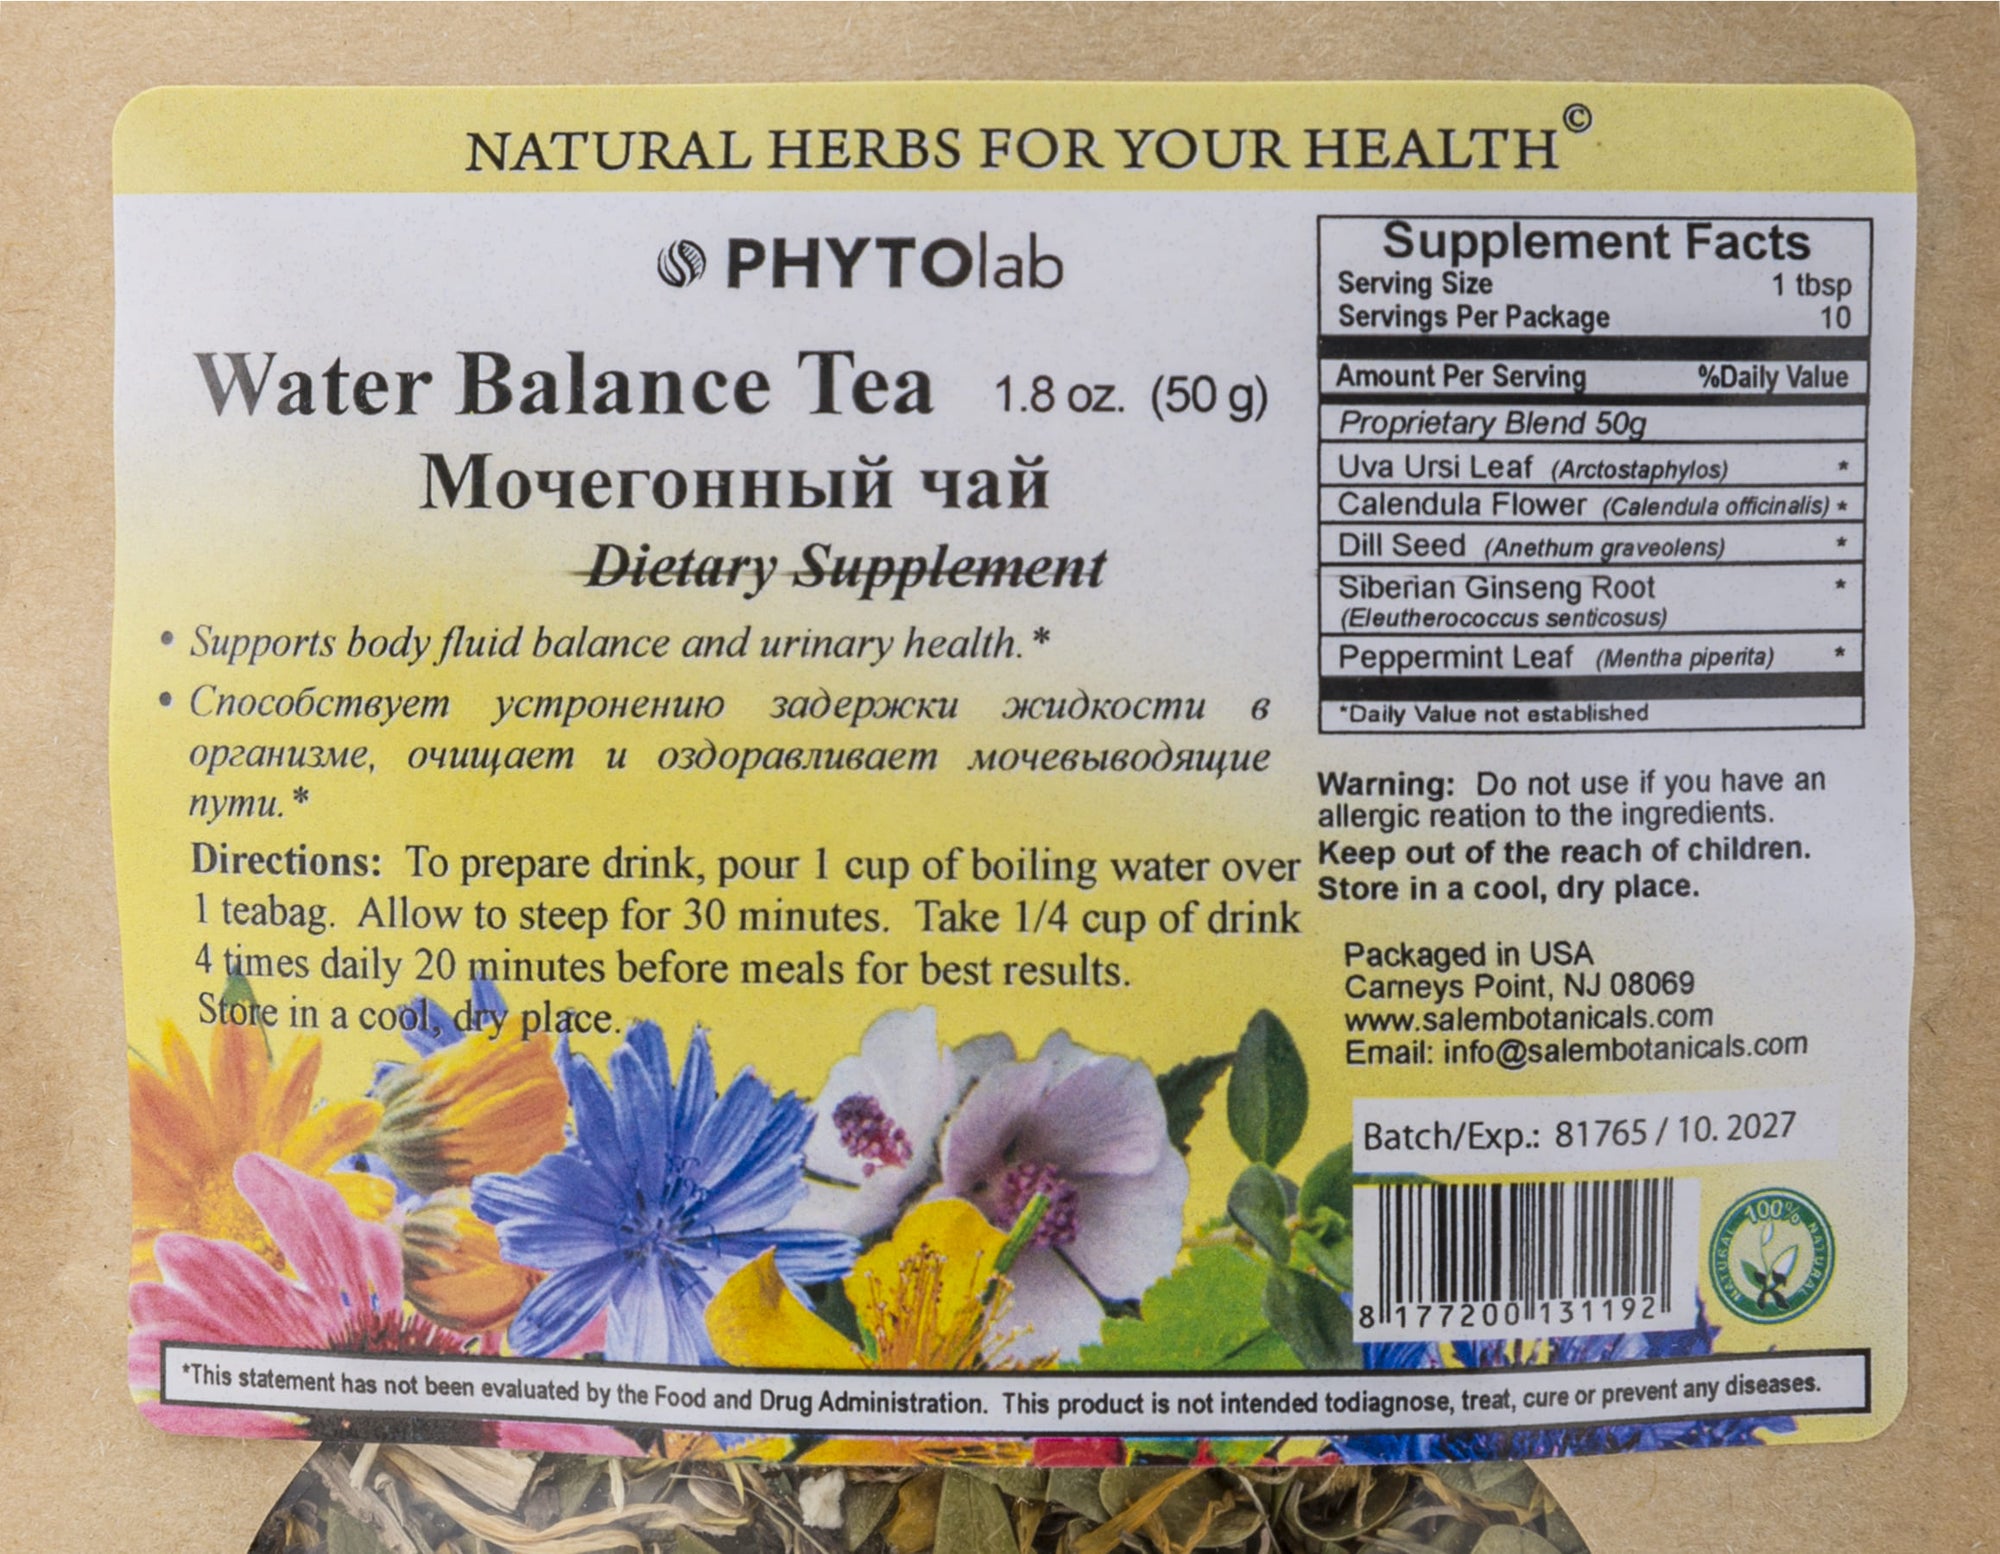 NATURAL HERBS FOR YOUR HEALTH©
PHYTOlab
Water Balance Tea 1.8 oz. (50 g)
Мочегонный чай
Dietary Supplement
• Supports body fluid balance and urinary health. *
• Способствует устронению задержки жидкости в
организме, очищает и оздоравливает мочевыводящие
пути. *
Directions: To prepare drink, pour 1 cup of boiling water over
1 teabag. Allow to steep for 30 minutes. Take 1/4 cup of drink
4 times daily 20 minutes before meals for best results.
Store in a cool, dry place.
Supplement Facts
Serving Size 1 tbsp
Servings Per Package 10
Amount Per Serving %Daily Value
Proprietary Blend 50g
Uva Ursi Leaf (Arctostaphylos) *
Calendula Flower (Calendula officinalis) *
Dill Seed (Anethum graveolens) *
Siberian Ginseng Root *
(Eleutherococcus senticosus)
Peppermint Leaf (Mentha piperita) *
*Daily Value not established
Warning: Do not use if you have an
allergic reation to the ingredients.
Keep out of the reach of children.
Store in a cool, dry place.
Packaged in USA
Carneys Point, NJ 08069
www.salembotanicals.com
Email: info@salembotanicals.com
Batch/Exp.: 81765 / 10. 2027
8 177200 131192
100%
NATURAL NATURAL
*This statement has not been evaluated by the Food and Drug Administration. This product is not intended todiagnose, treat, cure or prevent any diseases.